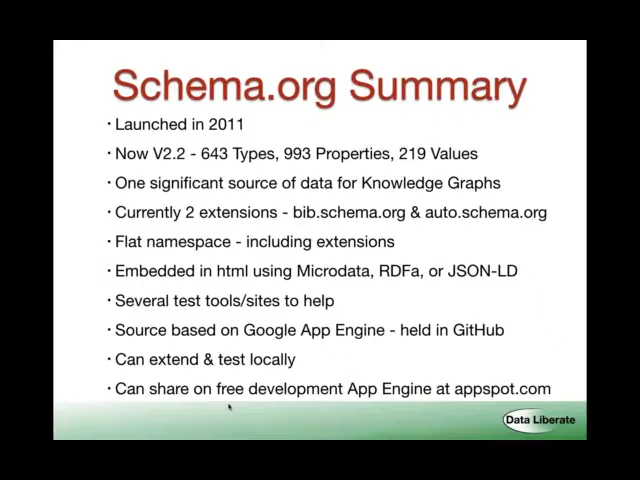 Schema.org Summary
· Launched in 2011
· Now V2.2 - 643 Types, 993 Properties, 219 Values
· One significant source of data for Knowledge Graphs
· Currently 2 extensions - bib.schema.org & auto.schema.org
· Flat namespace - including extensions
· Embedded in html using Microdata, RDFa, or JSON-LD
· Several test tools/sites to help
· Source based on Google App Engine - held in GitHub
· Can extend & test locally
· Can share on free development App Engine at appspot.com
Data Liberate